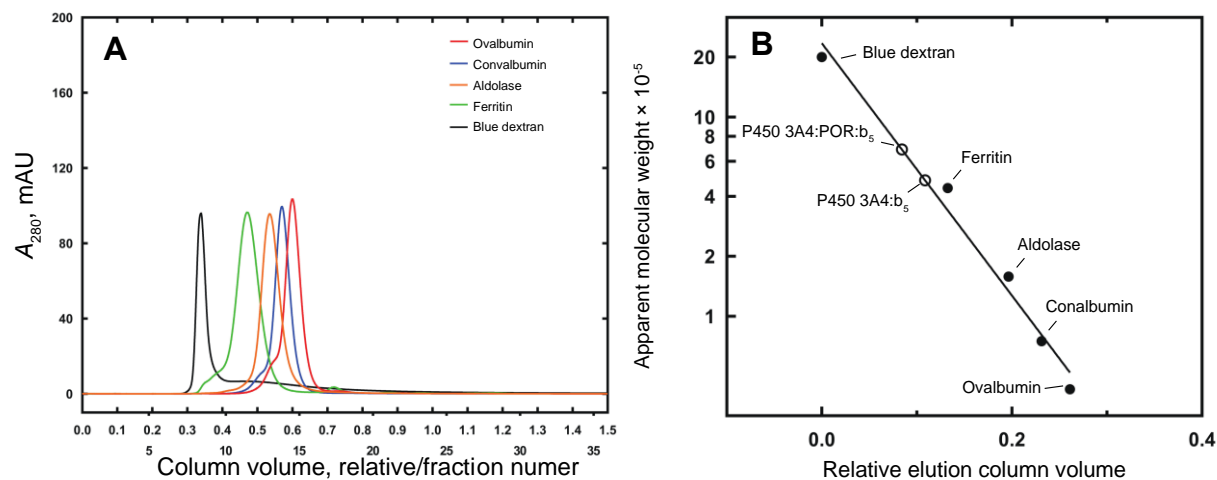 A
200
160
120
80
40
0
A280, mAU
Ovalbumin
Convalbumin
Aldolase
Ferritin
Blue dextran
0.0 0.1 0.2 0.3 0.4 0.5 0.6 0.7 0.8 0.9 1.0 1.1 1.2 1.3 1.4 1.5
5 10 15 20 25 30 35
Column volume, relative/fraction numer
B
Apparent molecular weight × 10-5
20
10
8
6
4
2
1
Blue dextran
P450 3A4:POR:b5
Ferritin
P450 3A4:b5
Aldolase
Conalbumin
Ovalbumin
0.0 0.2 0.4
Relative elution column volume